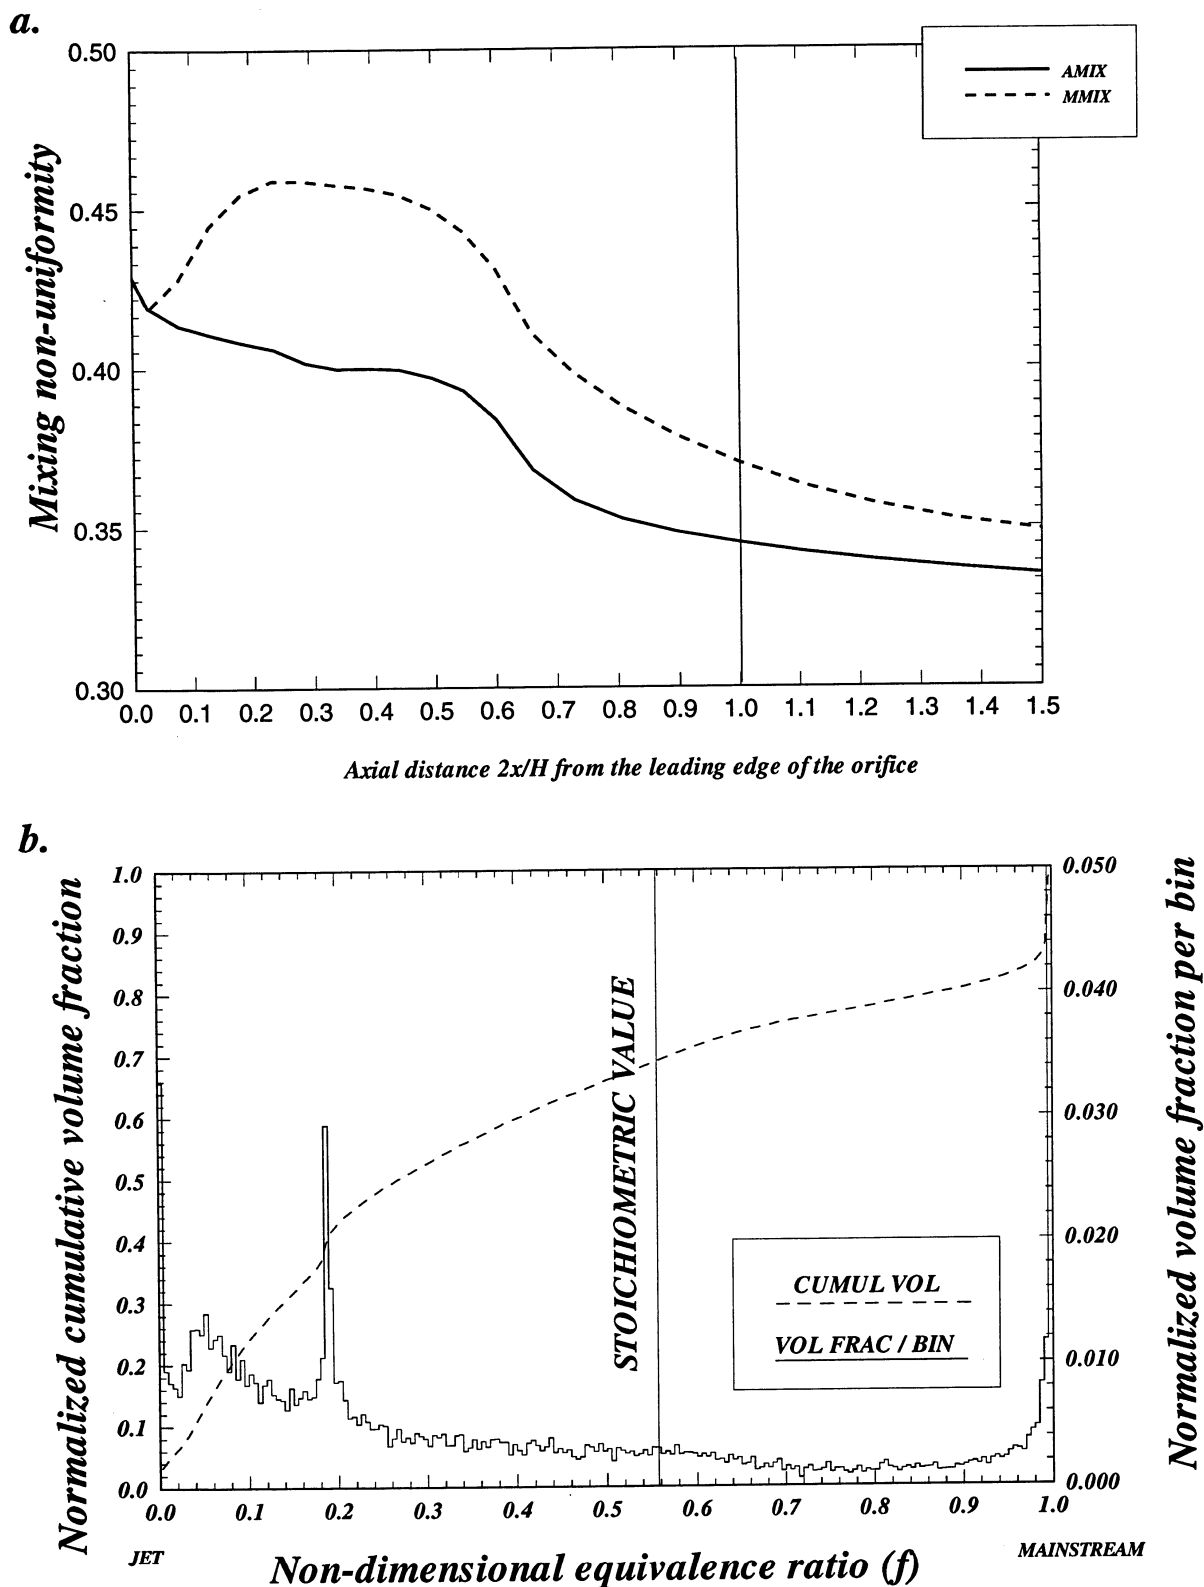 a.
0.50
0.45
0.40
0.35
0.30
Mixing non-uniformity
AMIX
MMIX
0.0 0.1 0.2 0.3 0.4 0.5 0.6 0.7 0.8 0.9 1.0 1.1 1.2 1.3 1.4 1.5
Axial distance 2x/H from the leading edge of the orifice
b.
Normalized cumulative volume fraction
1.0
0.9
0.8
0.7
0.6
0.5
0.4
0.3
0.2
0.1
0.0
STOICHIOMETRIC VALUE
CUMUL VOL
VOL FRAC / BIN
0.050
0.040
0.030
0.020
0.010
0.000
Normalized volume fraction per bin
0.0 0.1 0.2 0.3 0.4 0.5 0.6 0.7 0.8 0.9 1.0
JET
MAINSTREAM
Non-dimensional equivalence ratio (f)